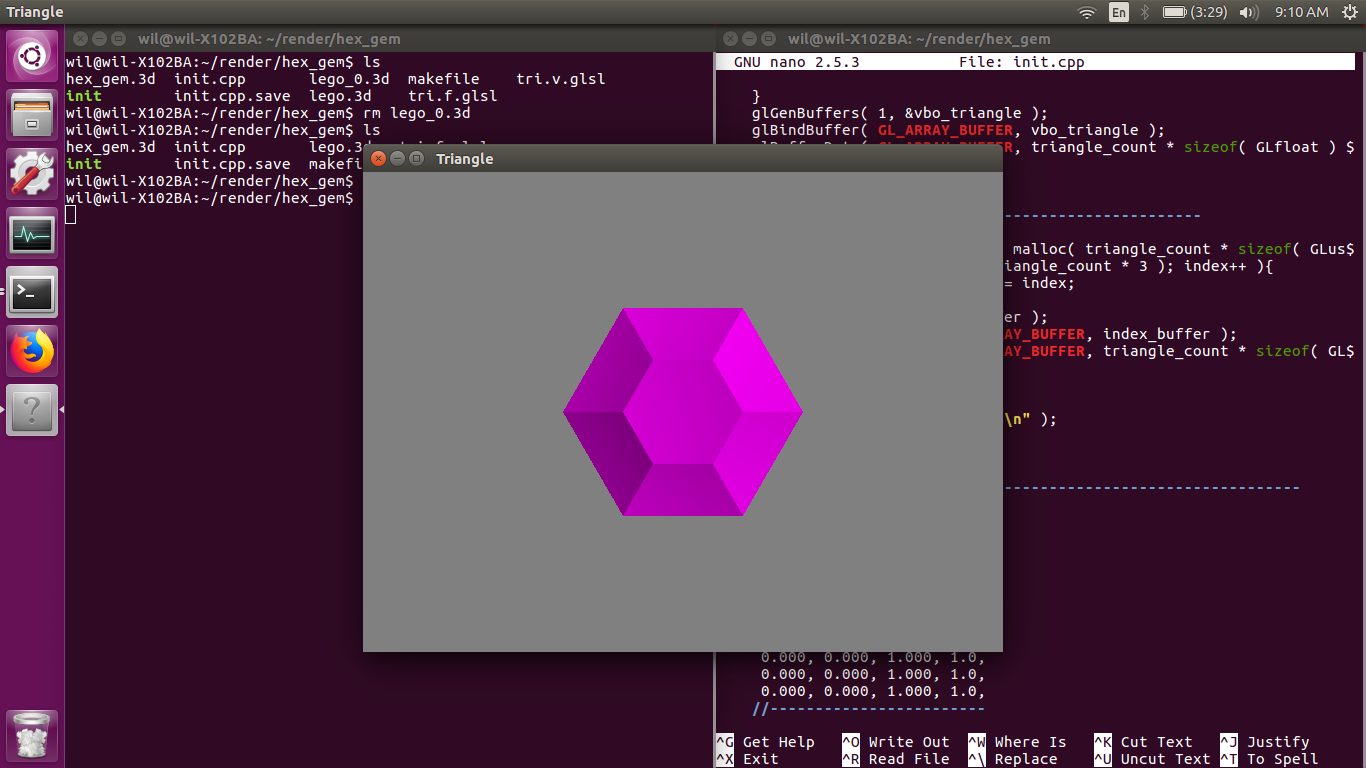 Triangle
En
(3:29)
9:10 AM
wil@wil-X102BA: ~/render/hex_gem
wil@wil-X102BA:~/render/hex_gem$ ls
hex_gem.3d init.cpp lego_0.3d makefile tri.v.glsl
init init.cpp.save lego.3d tri.f.glsl
wil@wil-X102BA:~/render/hex_gem$ rm lego_0.3d
wil@wil-X102BA:~/render/hex_gem$ ls
hex_gem.3d init.cpp lego.3
init init.cpp.save makefi
wil@wil-X102BA:~/render/hex_gem$
wil@wil-X102BA:~/render/hex_gem$
Triangle
wil@wil-X102BA: ~/render/hex_gem
GNU nano 2.5.3 File: init.cpp
}
glGenBuffers( 1, &vbo_triangle );
glBindBuffer( GL_ARRAY_BUFFER, vbo_triangle );
, triangle_count * sizeof( GLfloat ) $
----------------------
malloc( triangle_count * sizeof( GLus$
iangle_count * 3 ); index++ ){
= index;
er );
AY_BUFFER, index_buffer );
AY_BUFFER, triangle_count * sizeof( GL$
\n" );
---------------------------------
0.000, 0.000, 1.000, 1.0,
0.000, 0.000, 1.000, 1.0,
0.000, 0.000, 1.000, 1.0,
//------------------------
^G Get Help ^O Write Out ^W Where Is ^K Cut Text ^J Justify
^X Exit ^R Read File ^\ Replace ^U Uncut Text ^T To Spell